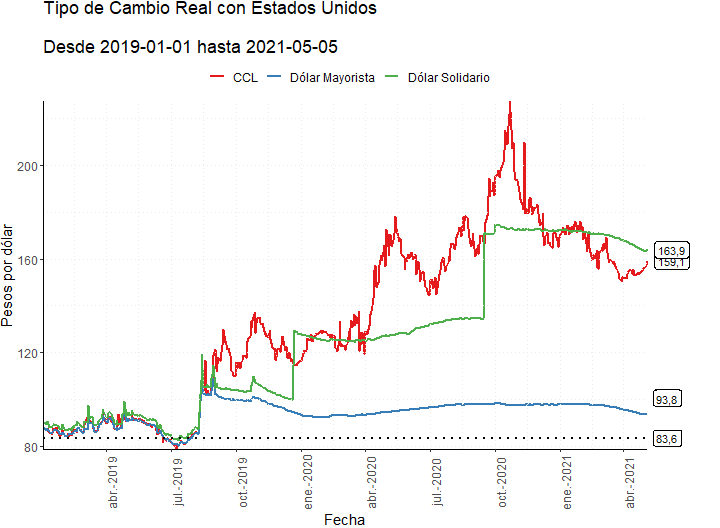 Tipo de Cambio Real con Estados Unidos
Desde 2019-01-01 hasta 2021-05-05
CCL Dólar Mayorista Dólar Solidario
Pesos por dólar
200
160
120
80
163,9
159,1
93,8
83,6
abr.-2019 jul.-2019 oct.-2019 ene.-2020 abr.-2020 jul.-2020 oct.-2020 ene.-2021 abr.-2021
Fecha